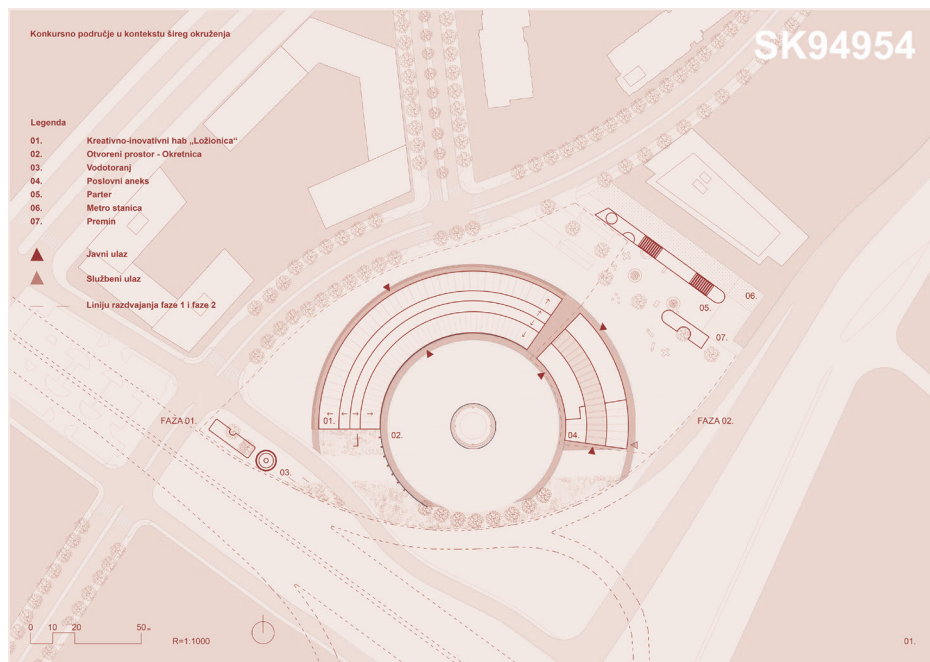 Konkursno područje u kontekstu šireg okruženja
SK94954
Legenda
01. Kreativno-inovativni hab „Ložionica“
02. Otvoreni prostor - Okretnica
03. Vodotoranj
04. Poslovni aneks
05. Parter
06. Metro stanica
07. Premin
Javni ulaz
Službeni ulaz
Liniju razdvajanja faze 1 i faze 2
06.
05.
07.
FAZA 01.
01.
02.
04.
FAZA 02.
03.
0 10 20 50m
R=1:1000
01.